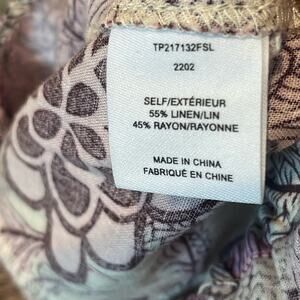 TP217132FSL
2202
SELF/EXTÉRIEUR
55% LINEN/LIN
45% RAYON/RAYONNE
MADE IN CHINA
FABRIQUÉ EN CHINE